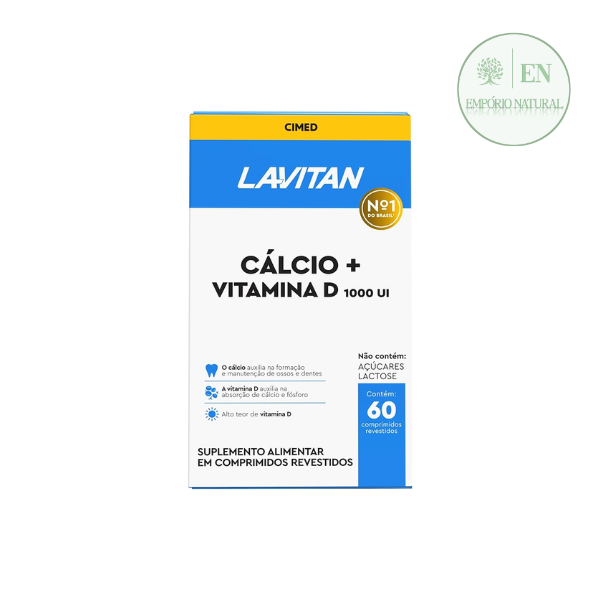 EN
EMPÓRIO NATURAL
CIMED
LAVITAN
Nº1
DO BRASIL*
CÁLCIO +
VITAMINA D 1000 UI
O cálcio auxilia na formação
e manutenção de ossos e dentes
A vitamina D auxilia na
absorção de cálcio e fósforo
Alto teor de vitamina D
Não contém:
AÇÚCARES
LACTOSE
Contém:
60
comprimidos
revestidos
SUPLEMENTO ALIMENTAR
EM COMPRIMIDOS REVESTIDOS